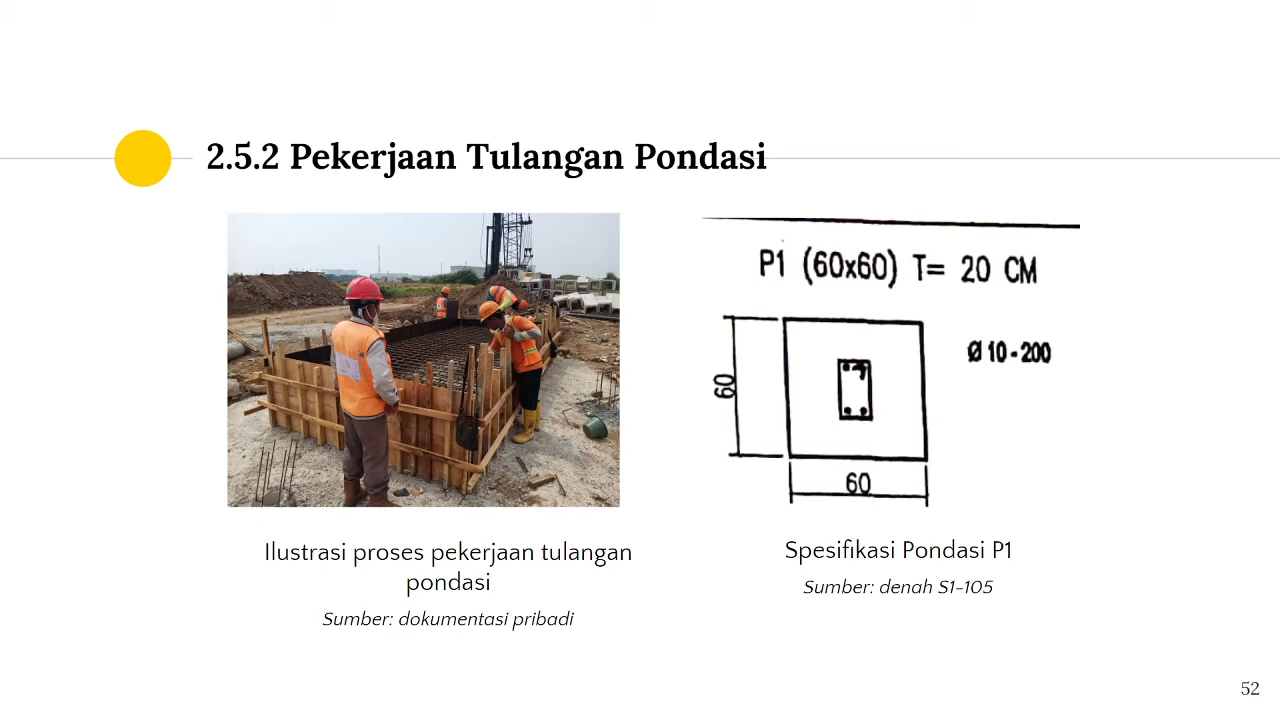 2.5.2 Pekerjaan Tulangan Pondasi
P1 (60x60) T= 20 CM
Ø 10-200
60
60
Ilustrasi proses pekerjaan tulangan
pondasi
Sumber: dokumentasi pribadi
Spesifikasi Pondasi P1
Sumber: denah S1-105
52